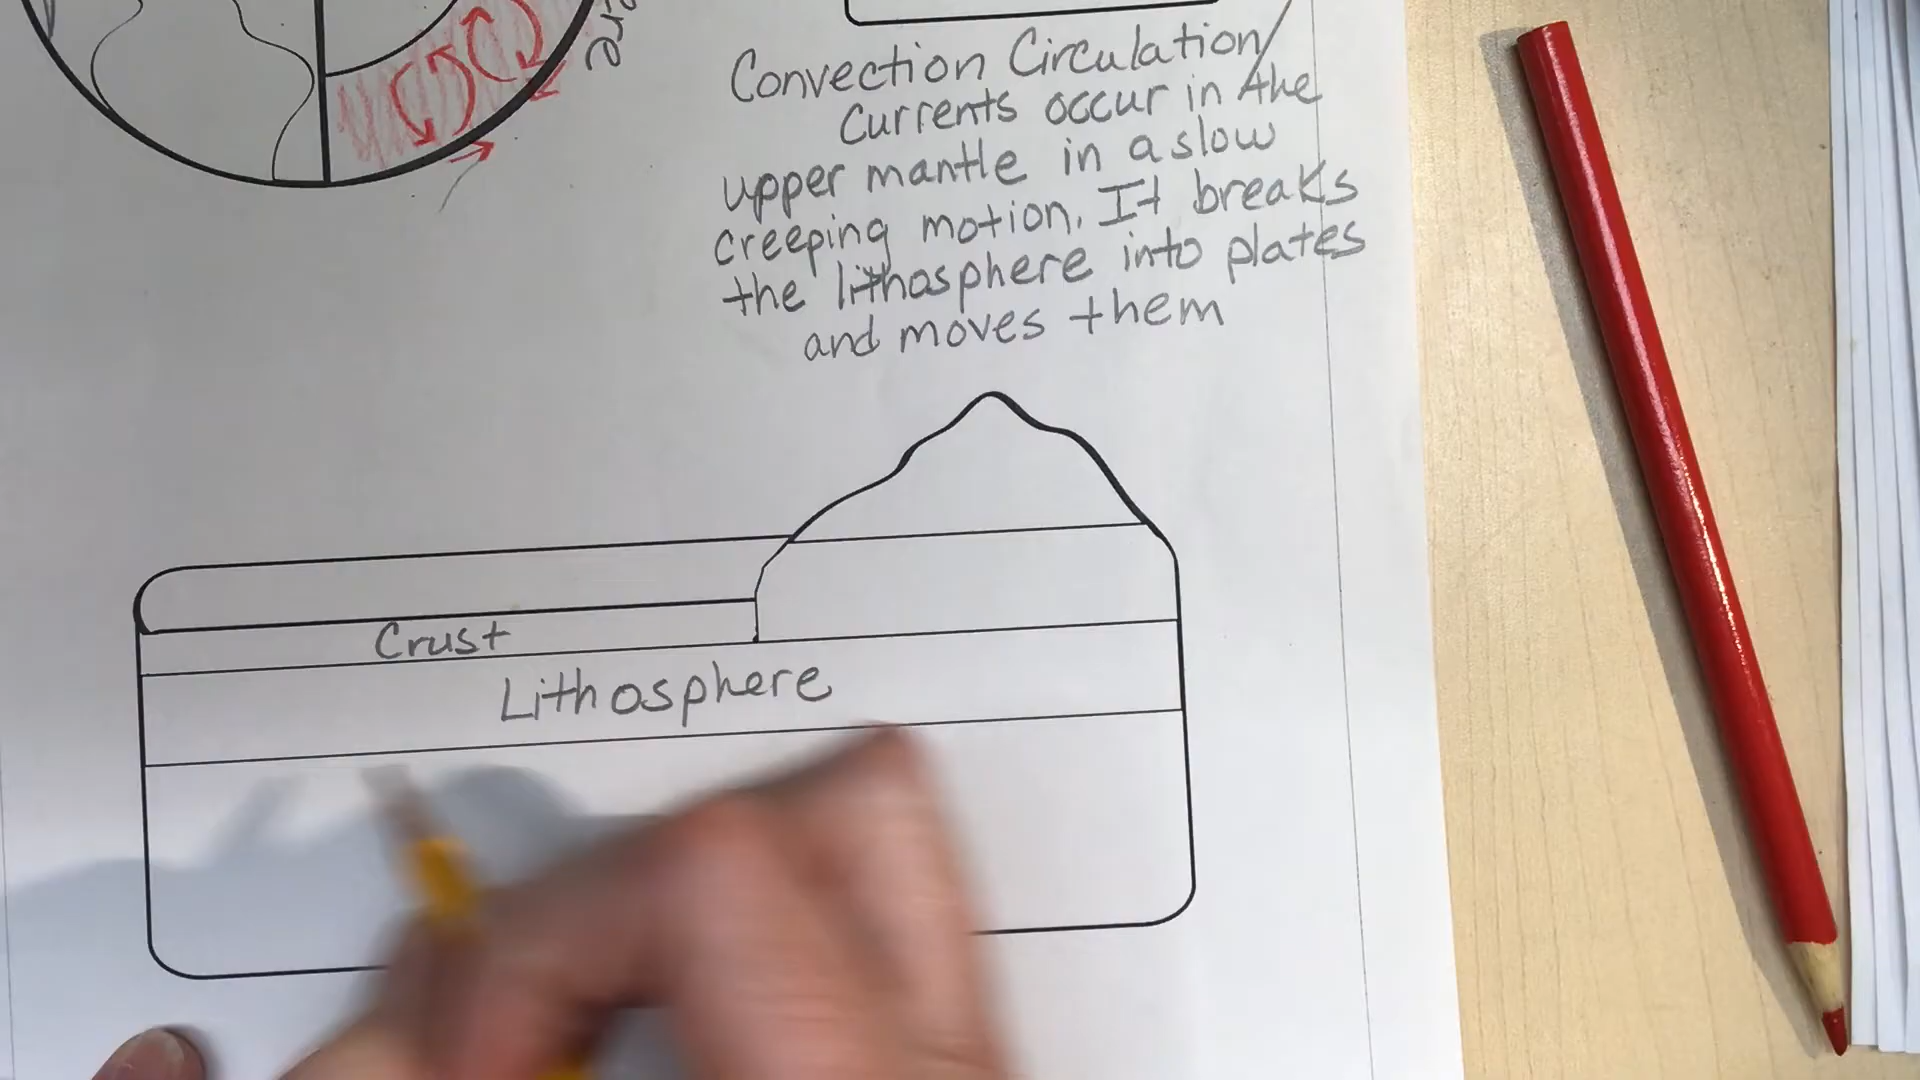 Convection Circulation/
Currents occur in the
upper mantle in a slow
creeping motion. It breaks
the lithosphere into plates
and moves them
Crust
Lithosphere